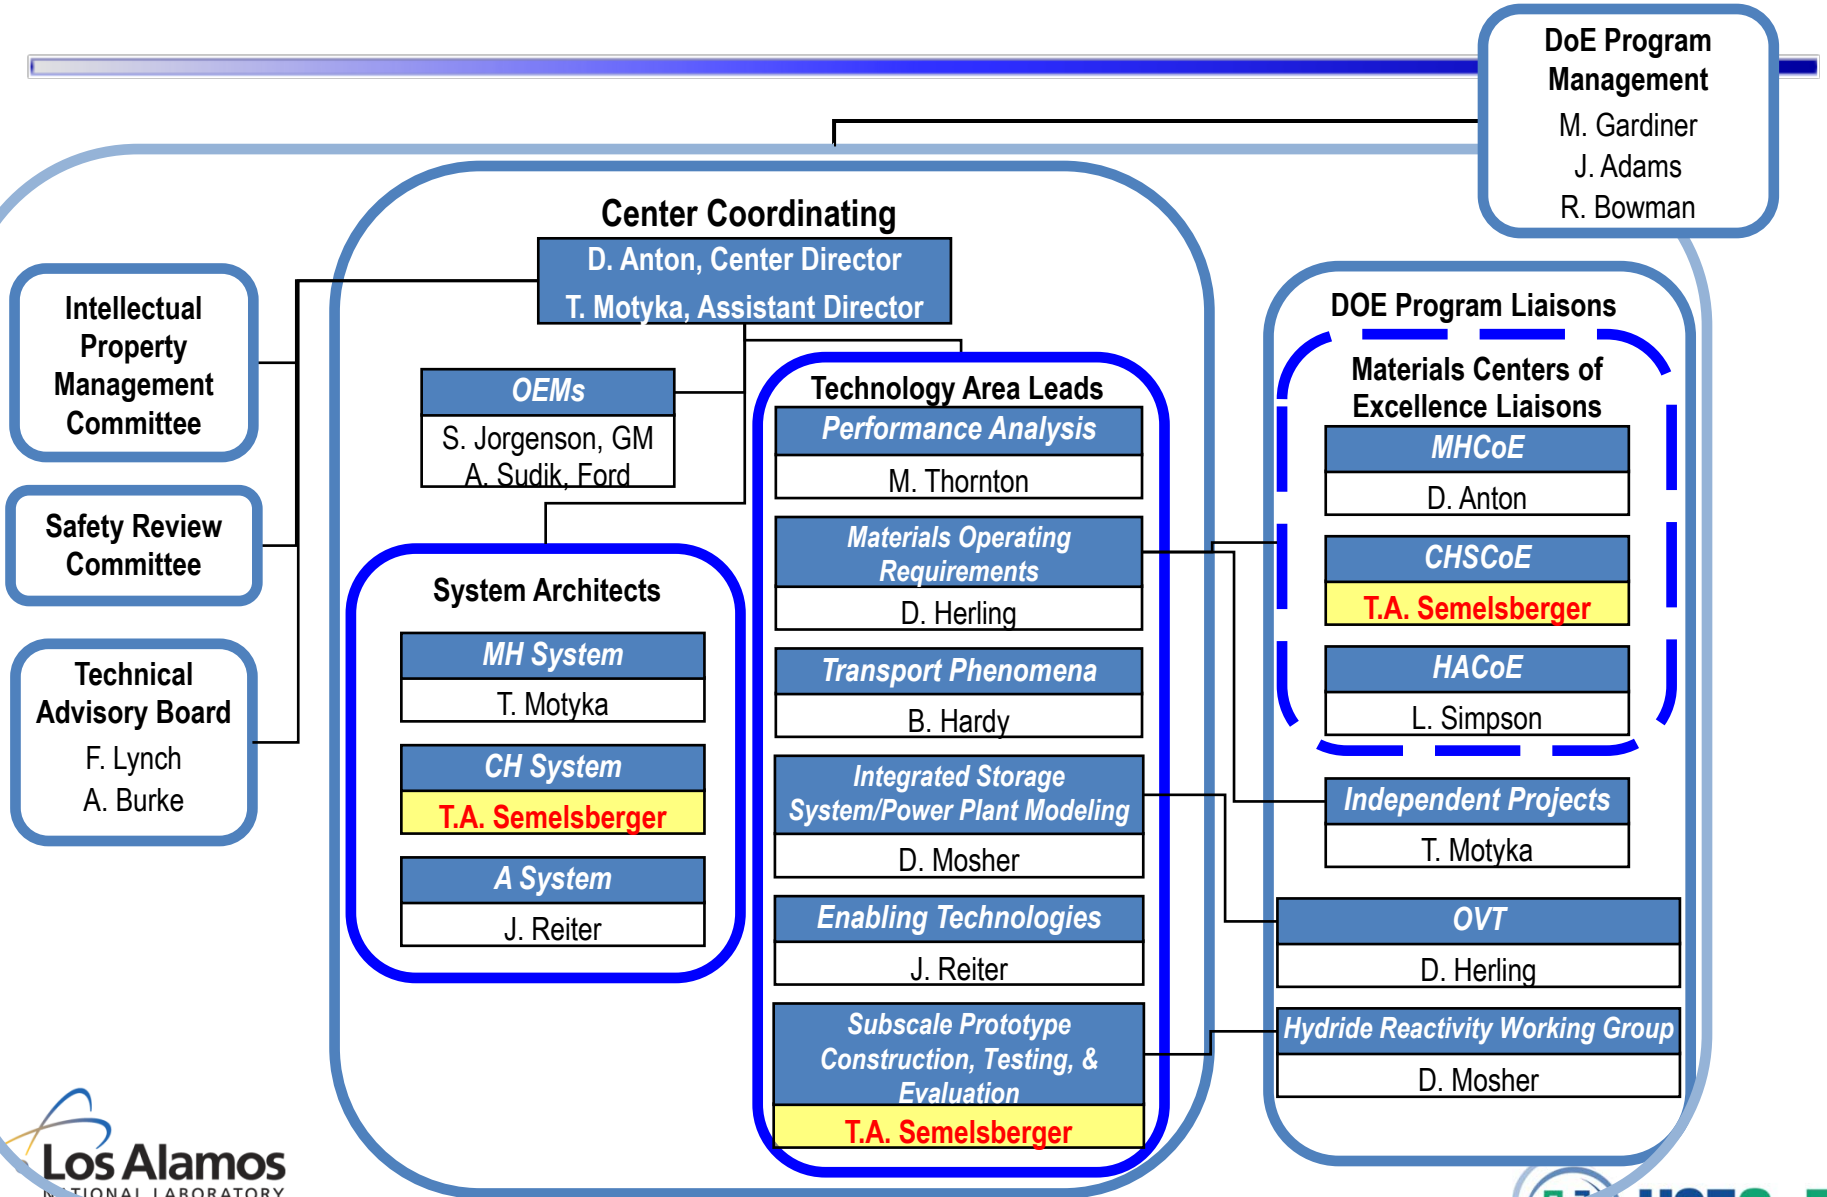 DoE Program
Management
M. Gardiner
J. Adams
R. Bowman
Center Coordinating
D. Anton, Center Director
T. Motyka, Assistant Director
Intellectual
Property
Management
Committee
Safety Review
Committee
Technical
Advisory Board
F. Lynch
A. Burke
OEMs
S. Jorgenson, GM
A. Sudik, Ford
System Architects
MH System
T. Motyka
CH System
T.A. Semelsberger
A System
J. Reiter
Technology Area Leads
Performance Analysis
M. Thornton
Materials Operating
Requirements
D. Herling
Transport Phenomena
B. Hardy
Integrated Storage
System/Power Plant Modeling
D. Mosher
Enabling Technologies
J. Reiter
Subscale Prototype
Construction, Testing, &
Evaluation
T.A. Semelsberger
DOE Program Liaisons
Materials Centers of
Excellence Liaisons
MHCoE
D. Anton
CHSCoE
T.A. Semelsberger
HACoE
L. Simpson
Independent Projects
T. Motyka
OVT
D. Herling
Hydride Reactivity Working Group
D. Mosher
Los Alamos
NATIONAL LABORATORY